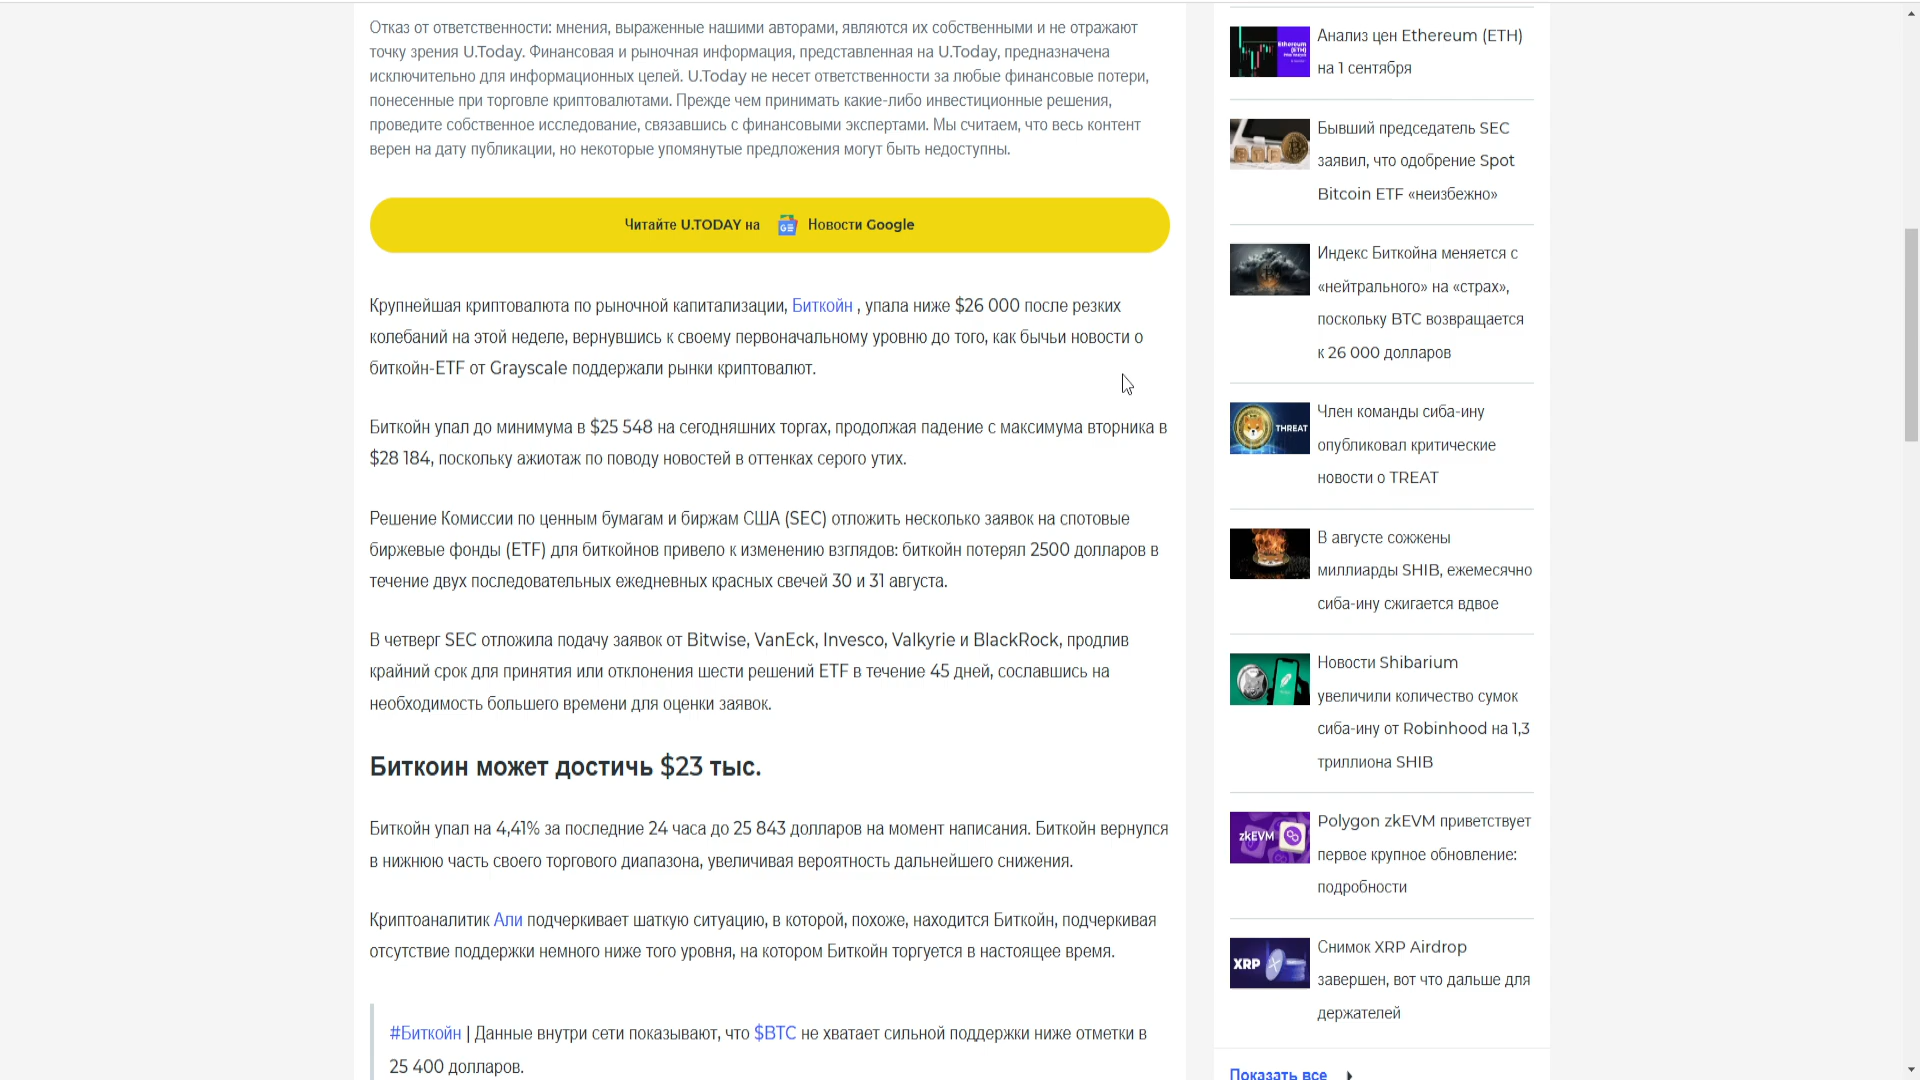 Отказ от ответственности: мнения, выраженные нашими авторами, являются их собственными и не отражают
точку зрения U.Today. Финансовая и рыночная информация, представленная на U.Today, предназначена
исключительно для информационных целей. U.Today не несет ответственности за любые финансовые потери,
понесенные при торговле криптовалютами. Прежде чем принимать какие-либо инвестиционные решения,
проведите собственное исследование, связавшись с финансовыми экспертами. Мы считаем, что весь контент
верен на дату публикации, но некоторые упомянутые предложения могут быть недоступны.
Читайте U.TODAY на Новости Google
Крупнейшая криптовалюта по рыночной капитализации, Биткойн , упала ниже $26 000 после резких
колебаний на этой неделе, вернувшись к своему первоначальному уровню до того, как бычьи новости о
биткойн-ETF от Grayscale поддержали рынки криптовалют.
Биткойн упал до минимума в $25 548 на сегодняшних торгах, продолжая падение с максимума вторника в
$28 184, поскольку ажиотаж по поводу новостей в оттенках серого утих.
Решение Комиссии по ценным бумагам и биржам США (SEC) отложить несколько заявок на спотовые
биржевые фонды (ETF) для биткойнов привело к изменению взглядов: биткойн потерял 2500 долларов в
течение двух последовательных ежедневных красных свечей 30 и 31 августа.
В четверг SEC отложила подачу заявок от Bitwise, VanEck, Invesco, Valkyrie и BlackRock, продлив
крайний срок для принятия или отклонения шести решений ETF в течение 45 дней, сославшись на
необходимость большего времени для оценки заявок.
Биткоин может достичь $23 тыс.
Биткойн упал на 4,41% за последние 24 часа до 25 843 долларов на момент написания. Биткойн вернулся
в нижнюю часть своего торгового диапазона, увеличивая вероятность дальнейшего снижения.
Криптоаналитик Али подчеркивает шаткую ситуацию, в которой, похоже, находится Биткойн, подчеркивая
отсутствие поддержки немного ниже того уровня, на котором Биткойн торгуется в настоящее время.
#Биткойн | Данные внутри сети показывают, что $BTC не хватает сильной поддержки ниже отметки в
25 400 долларов.
Анализ цен Ethereum (ETH)
на 1 сентября
Бывший председатель SEC
заявил, что одобрение Spot
Bitcoin ETF «неизбежно»
Индекс Биткойна меняется с
«нейтрального» на «страх»,
поскольку BTC возвращается
к 26 000 долларов
THREAT
Член команды сиба-ину
опубликовал критические
новости о TREAT
В августе сожжены
миллиарды SHIB, ежемесячно
сиба-ину сжигается вдвое
Новости Shibarium
увеличили количество сумок
сиба-ину от Robinhood на 1,3
триллиона SHIB
zkEVM
Polygon zkEVM приветствует
первое крупное обновление:
подробности
XRP
Снимок XRP Airdrop
завершен, вот что дальше для
держателей
Показать все